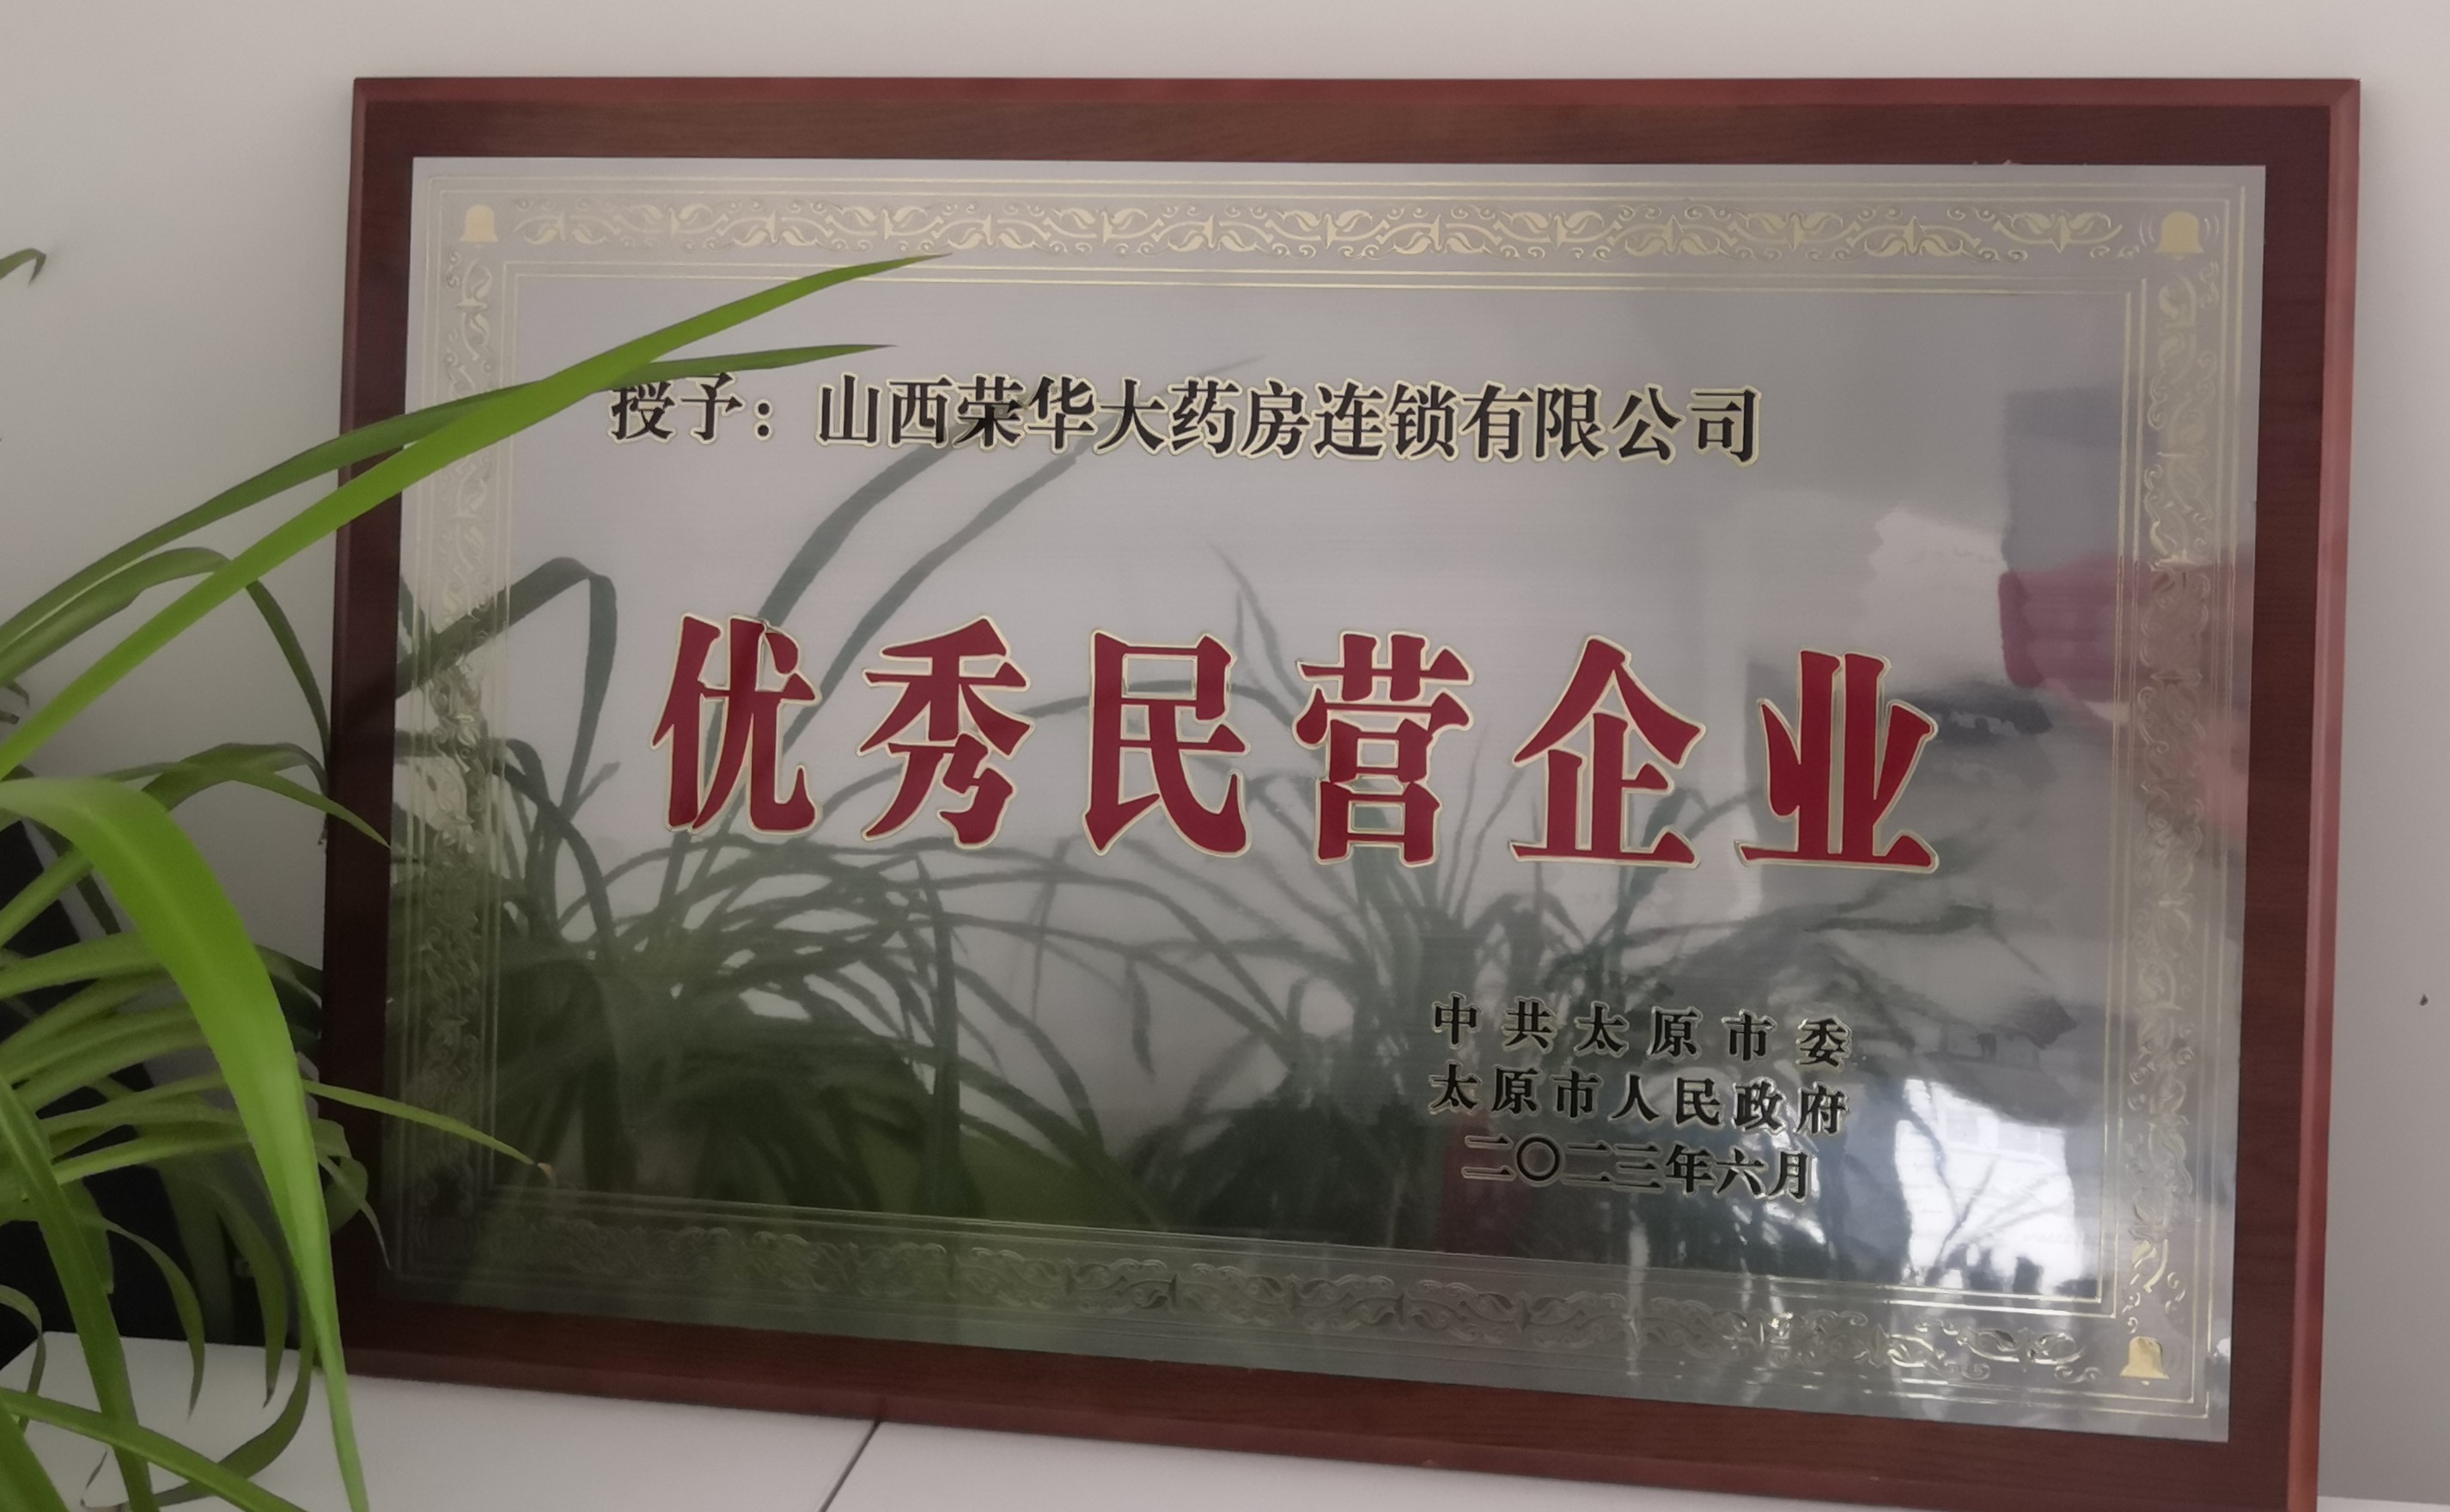 授予：山西荣华大药房连锁有限公司
优秀民营企业
中共太原市委
太原市人民政府
二〇二三年六月